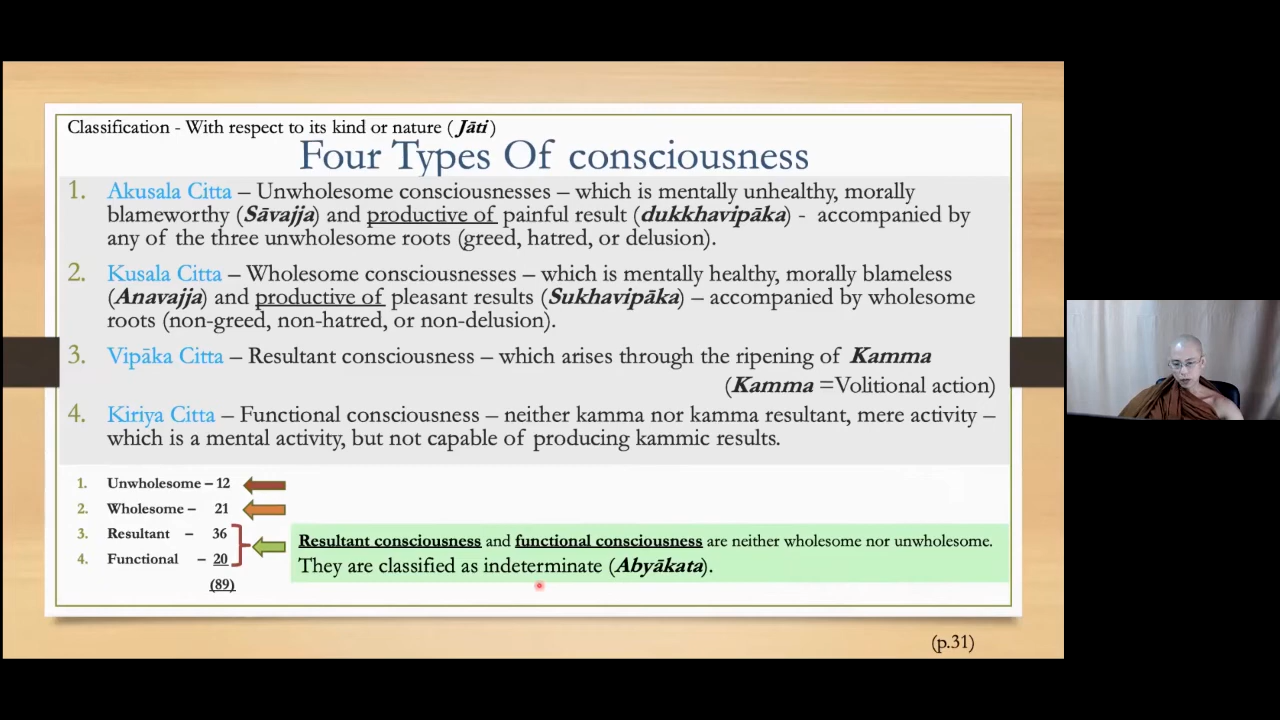 Classification - With respect to its kind or nature ( Jāti )
Four Types Of consciousness
1. Akusala Citta – Unwholesome consciousnesses – which is mentally unhealthy, morally
blameworthy (Sāvajja) and productive of painful result (dukkhavipāka) - accompanied by
any of the three unwholesome roots (greed, hatred, or delusion).
2. Kusala Citta – Wholesome consciousnesses – which is mentally healthy, morally blameless
(Anavajja) and productive of pleasant results (Sukhavipāka) – accompanied by wholesome
roots (non-greed, non-hatred, or non-delusion).
3. Vipāka Citta – Resultant consciousness – which arises through the ripening of Kamma
(Kamma =Volitional action)
4. Kiriya Citta – Functional consciousness – neither kamma nor kamma resultant, mere activity –
which is a mental activity, but not capable of producing kammic results.
1. Unwholesome – 12
2. Wholesome – 21
3. Resultant – 36
4. Functional – 20
(89)
Resultant consciousness and functional consciousness are neither wholesome nor unwholesome.
They are classified as indeterminate (Abyākata).
(p.31)